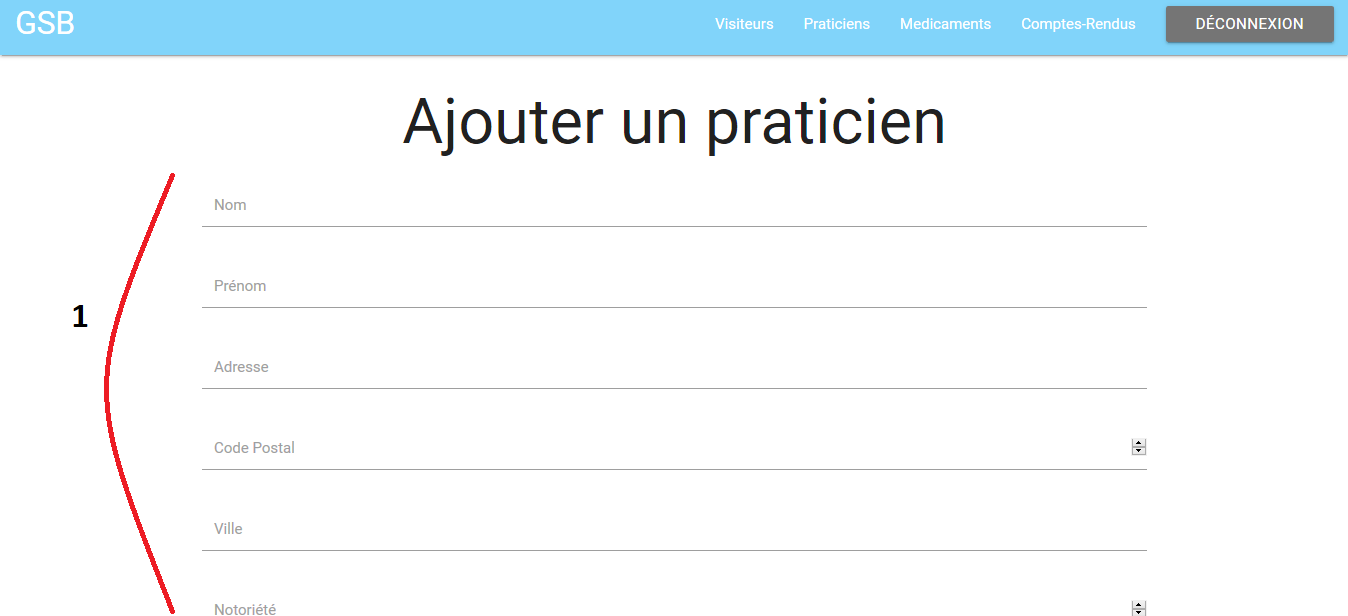 GSB
Visiteurs Praticiens Medicaments Comptes-Rendus DÉCONNEXION
Ajouter un praticien
Nom
Prénom
1
Adresse
Code Postal
Ville
Notoriété